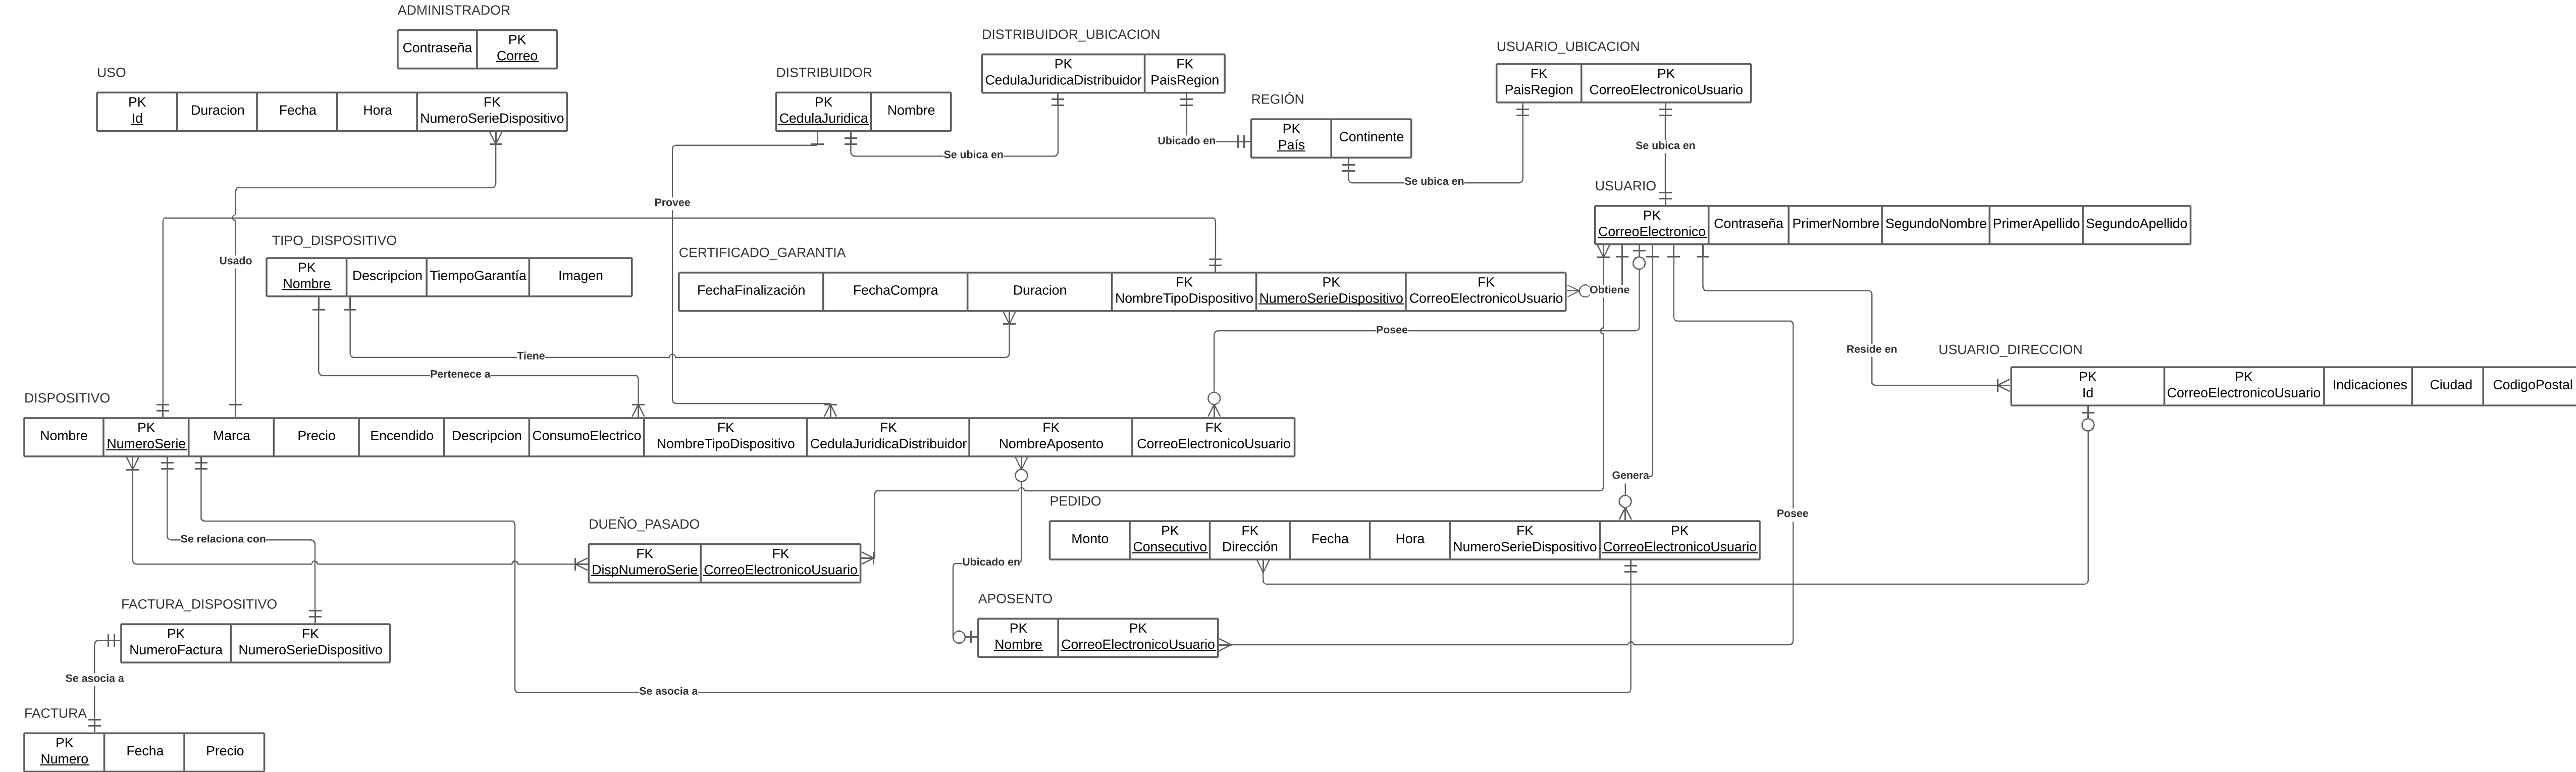 ADMINISTRADOR
Contraseña
PK
Correo
USO
PK
Id
Duracion
Fecha
Hora
FK
NumeroSerieDispositivo
DISTRIBUIDOR
PK
CedulaJuridica
Nombre
DISTRIBUIDOR_UBICACION
PK
CedulaJuridicaDistribuidor
FK
PaisRegion
REGIÓN
PK
País
Continente
USUARIO_UBICACION
FK
PaisRegion
PK
CorreoElectronicoUsuario
Ubicado en
Se ubica en
Se ubica en
Se ubica en
USUARIO
PK
CorreoElectronico
Contraseña
PrimerNombre
SegundoNombre
PrimerApellido
SegundoApellido
Provee
Usado
TIPO_DISPOSITIVO
PK
Nombre
Descripcion
TiempoGarantía
Imagen
CERTIFICADO_GARANTIA
FechaFinalización
FechaCompra
Duracion
FK
NombreTipoDispositivo
PK
NumeroSerieDispositivo
FK
CorreoElectronicoUsuario
Obtiene
Posee
Tiene
Pertenece a
Reside en
USUARIO_DIRECCION
PK
Id
PK
CorreoElectronicoUsuario
Indicaciones
Ciudad
CodigoPostal
DISPOSITIVO
Nombre
PK
NumeroSerie
Marca
Precio
Encendido
Descripcion
ConsumoElectrico
FK
NombreTipoDispositivo
FK
CedulaJuridicaDistribuidor
FK
NombreAposento
FK
CorreoElectronicoUsuario
Genera
Posee
PEDIDO
Monto
PK
Consecutivo
FK
Dirección
Fecha
Hora
FK
NumeroSerieDispositivo
PK
CorreoElectronicoUsuario
DUEÑO_PASADO
FK
DispNumeroSerie
FK
CorreoElectronicoUsuario
Se relaciona con
Ubicado en
APOSENTO
PK
Nombre
PK
CorreoElectronicoUsuario
FACTURA_DISPOSITIVO
PK
NumeroFactura
FK
NumeroSerieDispositivo
Se asocia a
Se asocia a
FACTURA
PK
Numero
Fecha
Precio